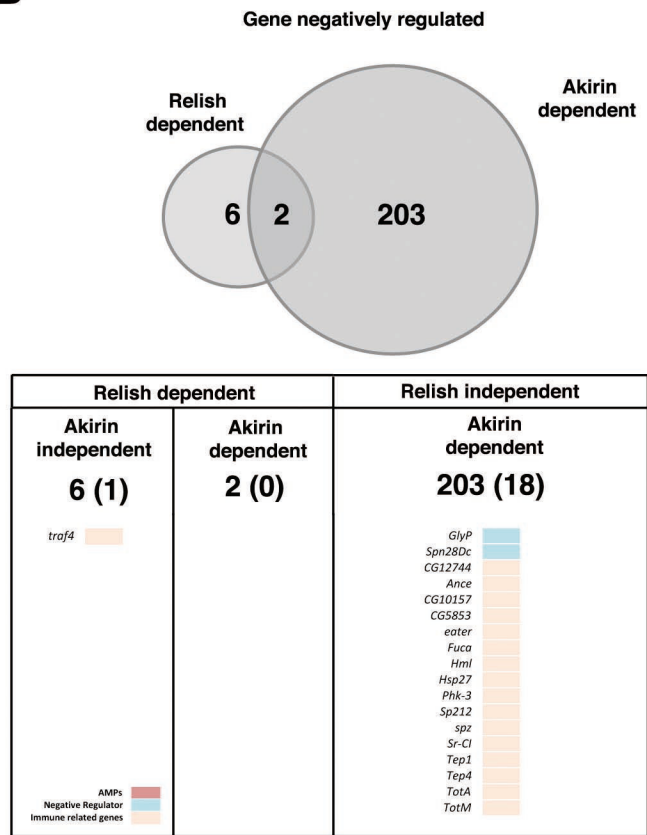 Gene negatively regulated
Relish
dependent
Akirin
dependent
6
2
203
Relish dependent
Relish independent
Akirin
independent
6 (1)
Akirin
dependent
2 (0)
Akirin
dependent
203 (18)
traf4
GlyP
Spn28Dc
CG12744
Ance
CG10157
CG5853
eater
Fuca
Hml
Hsp27
Phk-3
Sp212
spz
Sr-CI
Tep1
Tep4
TotA
TotM
AMPs
Negative Regulator
Immune related genes